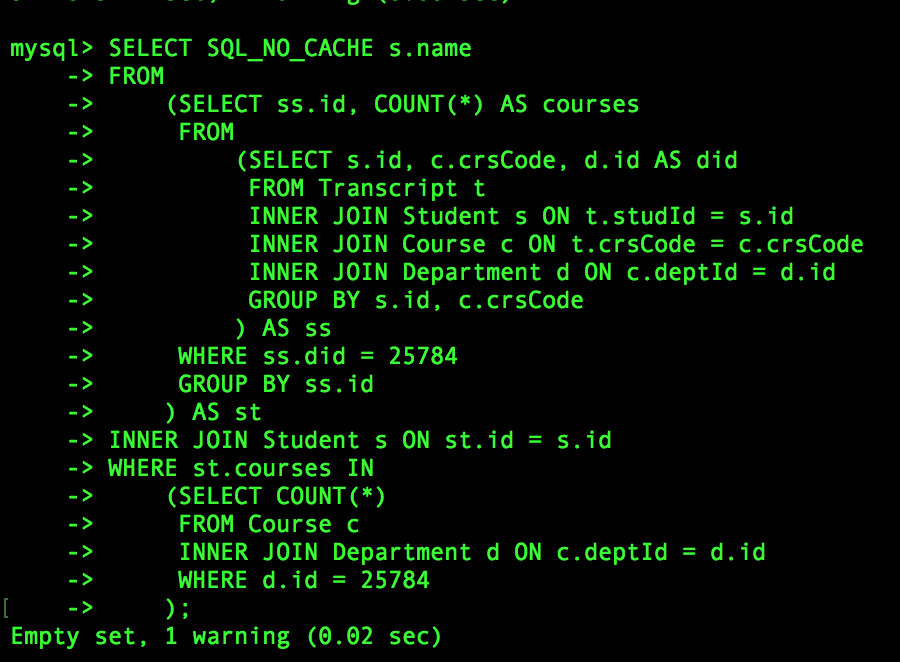 mysql> SELECT SQL_NO_CACHE s.name
    -> FROM
    ->     (SELECT ss.id, COUNT(*) AS courses
    ->      FROM
    ->          (SELECT s.id, c.crsCode, d.id AS did
    ->           FROM Transcript t
    ->           INNER JOIN Student s ON t.studId = s.id
    ->           INNER JOIN Course c ON t.crsCode = c.crsCode
    ->           INNER JOIN Department d ON c.deptId = d.id
    ->           GROUP BY s.id, c.crsCode
    ->          ) AS ss
    ->      WHERE ss.did = 25784
    ->      GROUP BY ss.id
    ->     ) AS st
    -> INNER JOIN Student s ON st.id = s.id
    -> WHERE st.courses IN
    ->     (SELECT COUNT(*)
    ->      FROM Course c
    ->      INNER JOIN Department d ON c.deptId = d.id
    ->      WHERE d.id = 25784
[    ->     );
Empty set, 1 warning (0.02 sec)